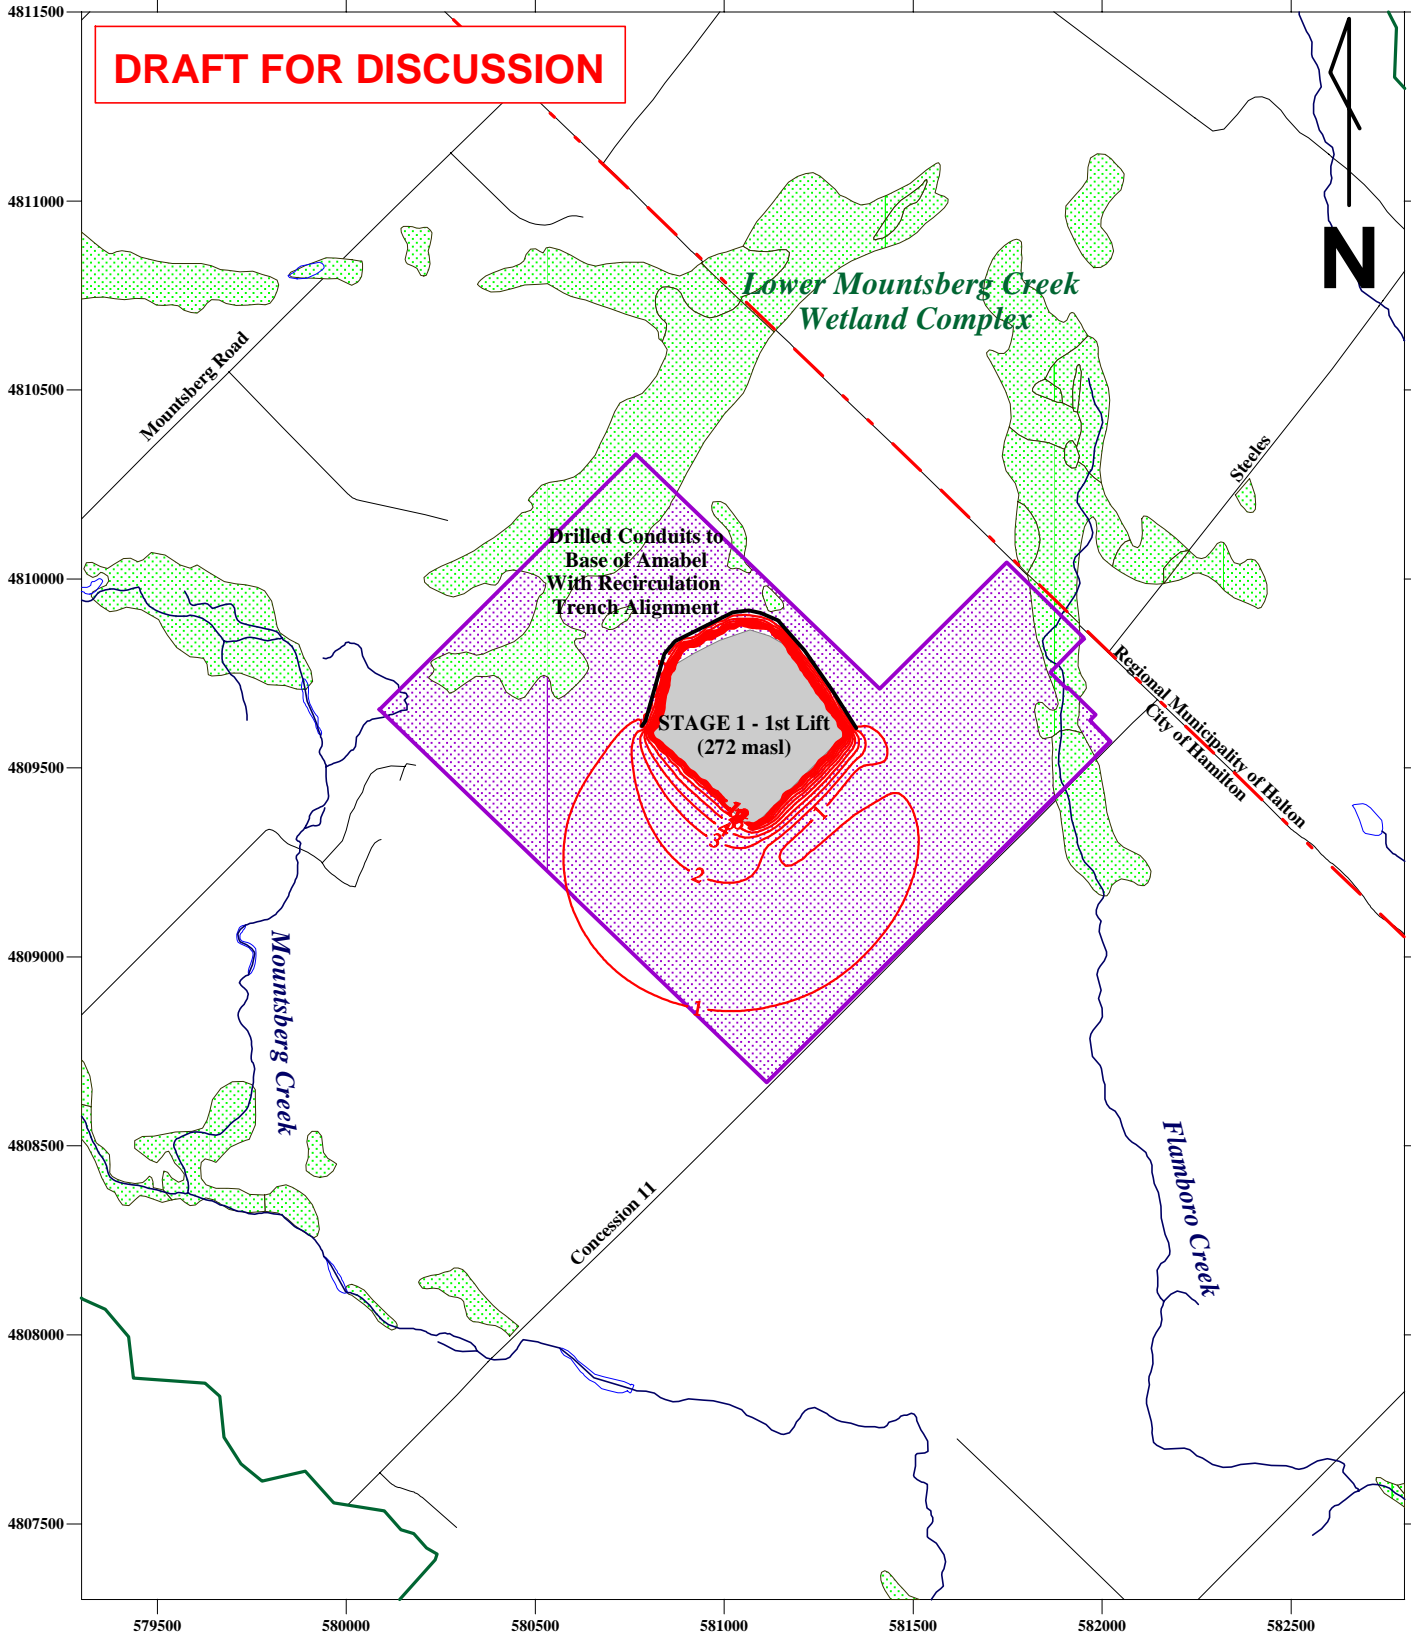 4811500
DRAFT FOR DISCUSSION
4811000
N
Lower Mountsberg Creek
Wetland Complex
Mountsberg Road
4810500
Steeles
Drilled Conduits to
Base of Amabel
With Recirculation
Trench Alignment
4810000
Regional Municipality of Halton
City of Hamilton
STAGE 1 - 1st Lift
(272 masl)
4809500
1
3
2
4809000
Mountsberg Creek
1
4808500
Flamboro Creek
Concession 11
4808000
4807500
579500
580000
580500
581000
581500
582000
582500